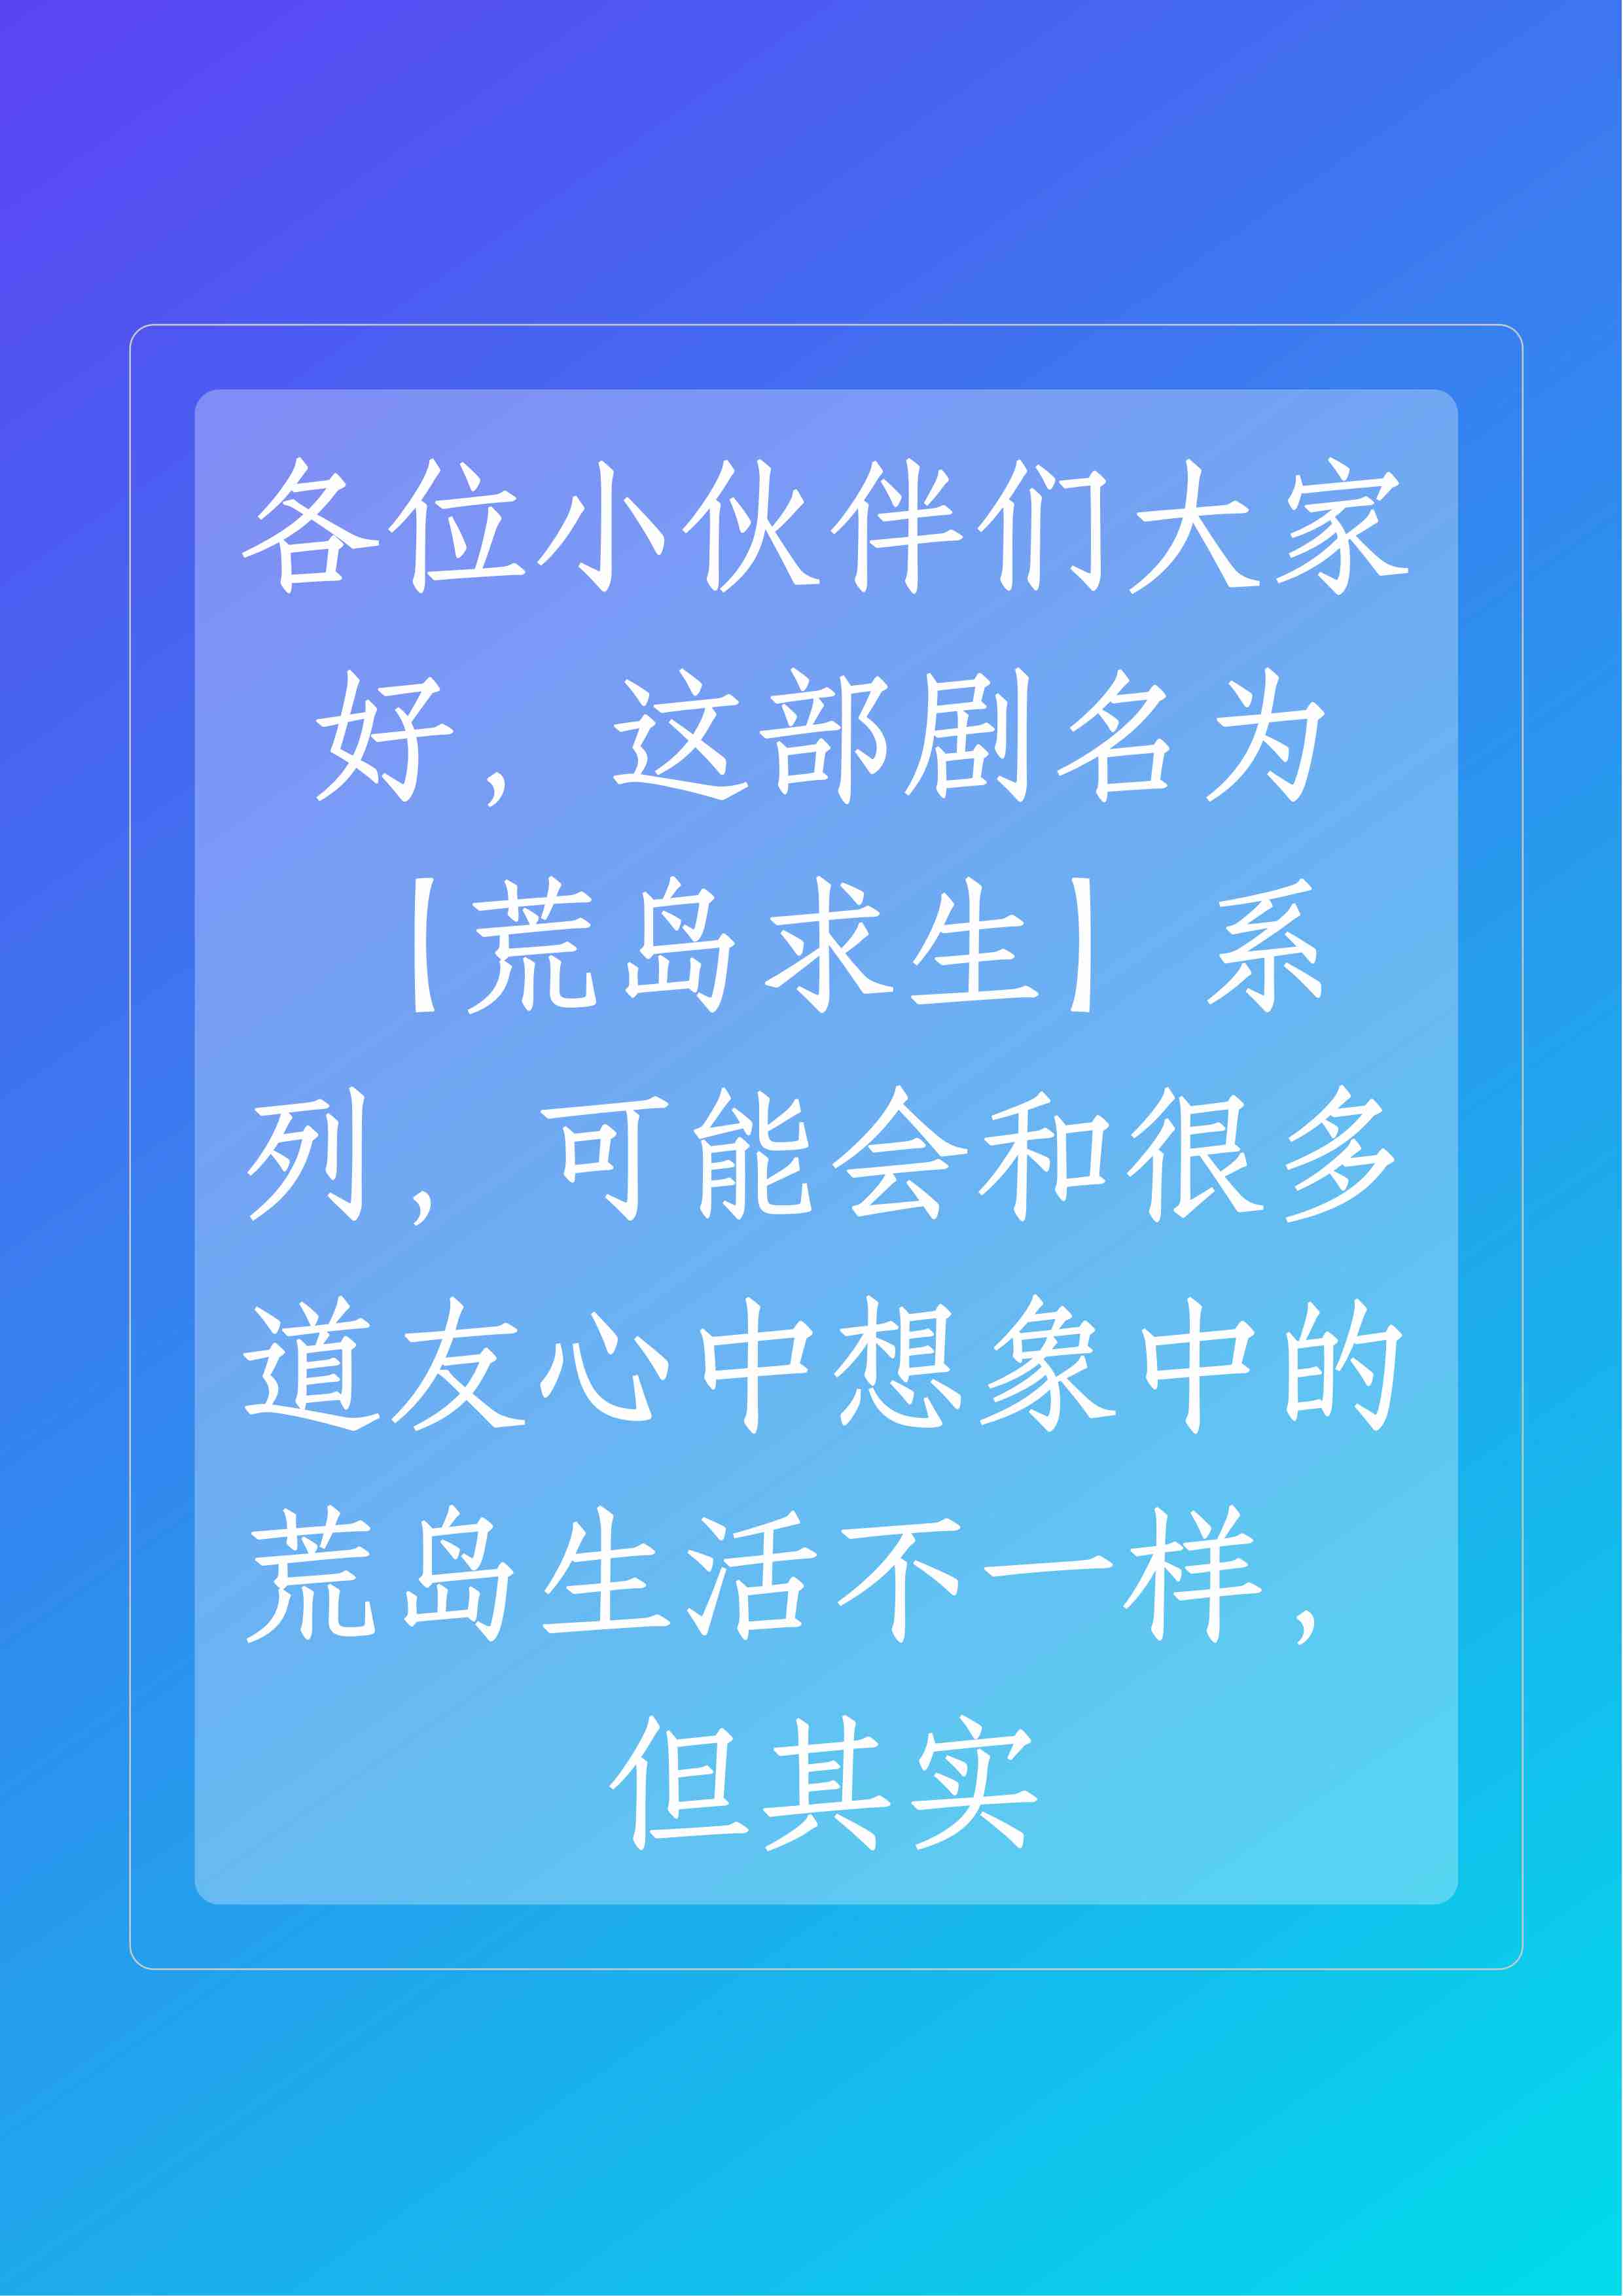 各位小伙伴们大家
好，这部剧名为
【荒岛求生】系
列，可能会和很多
道友心中想象中的
荒岛生活不一样，
但其实